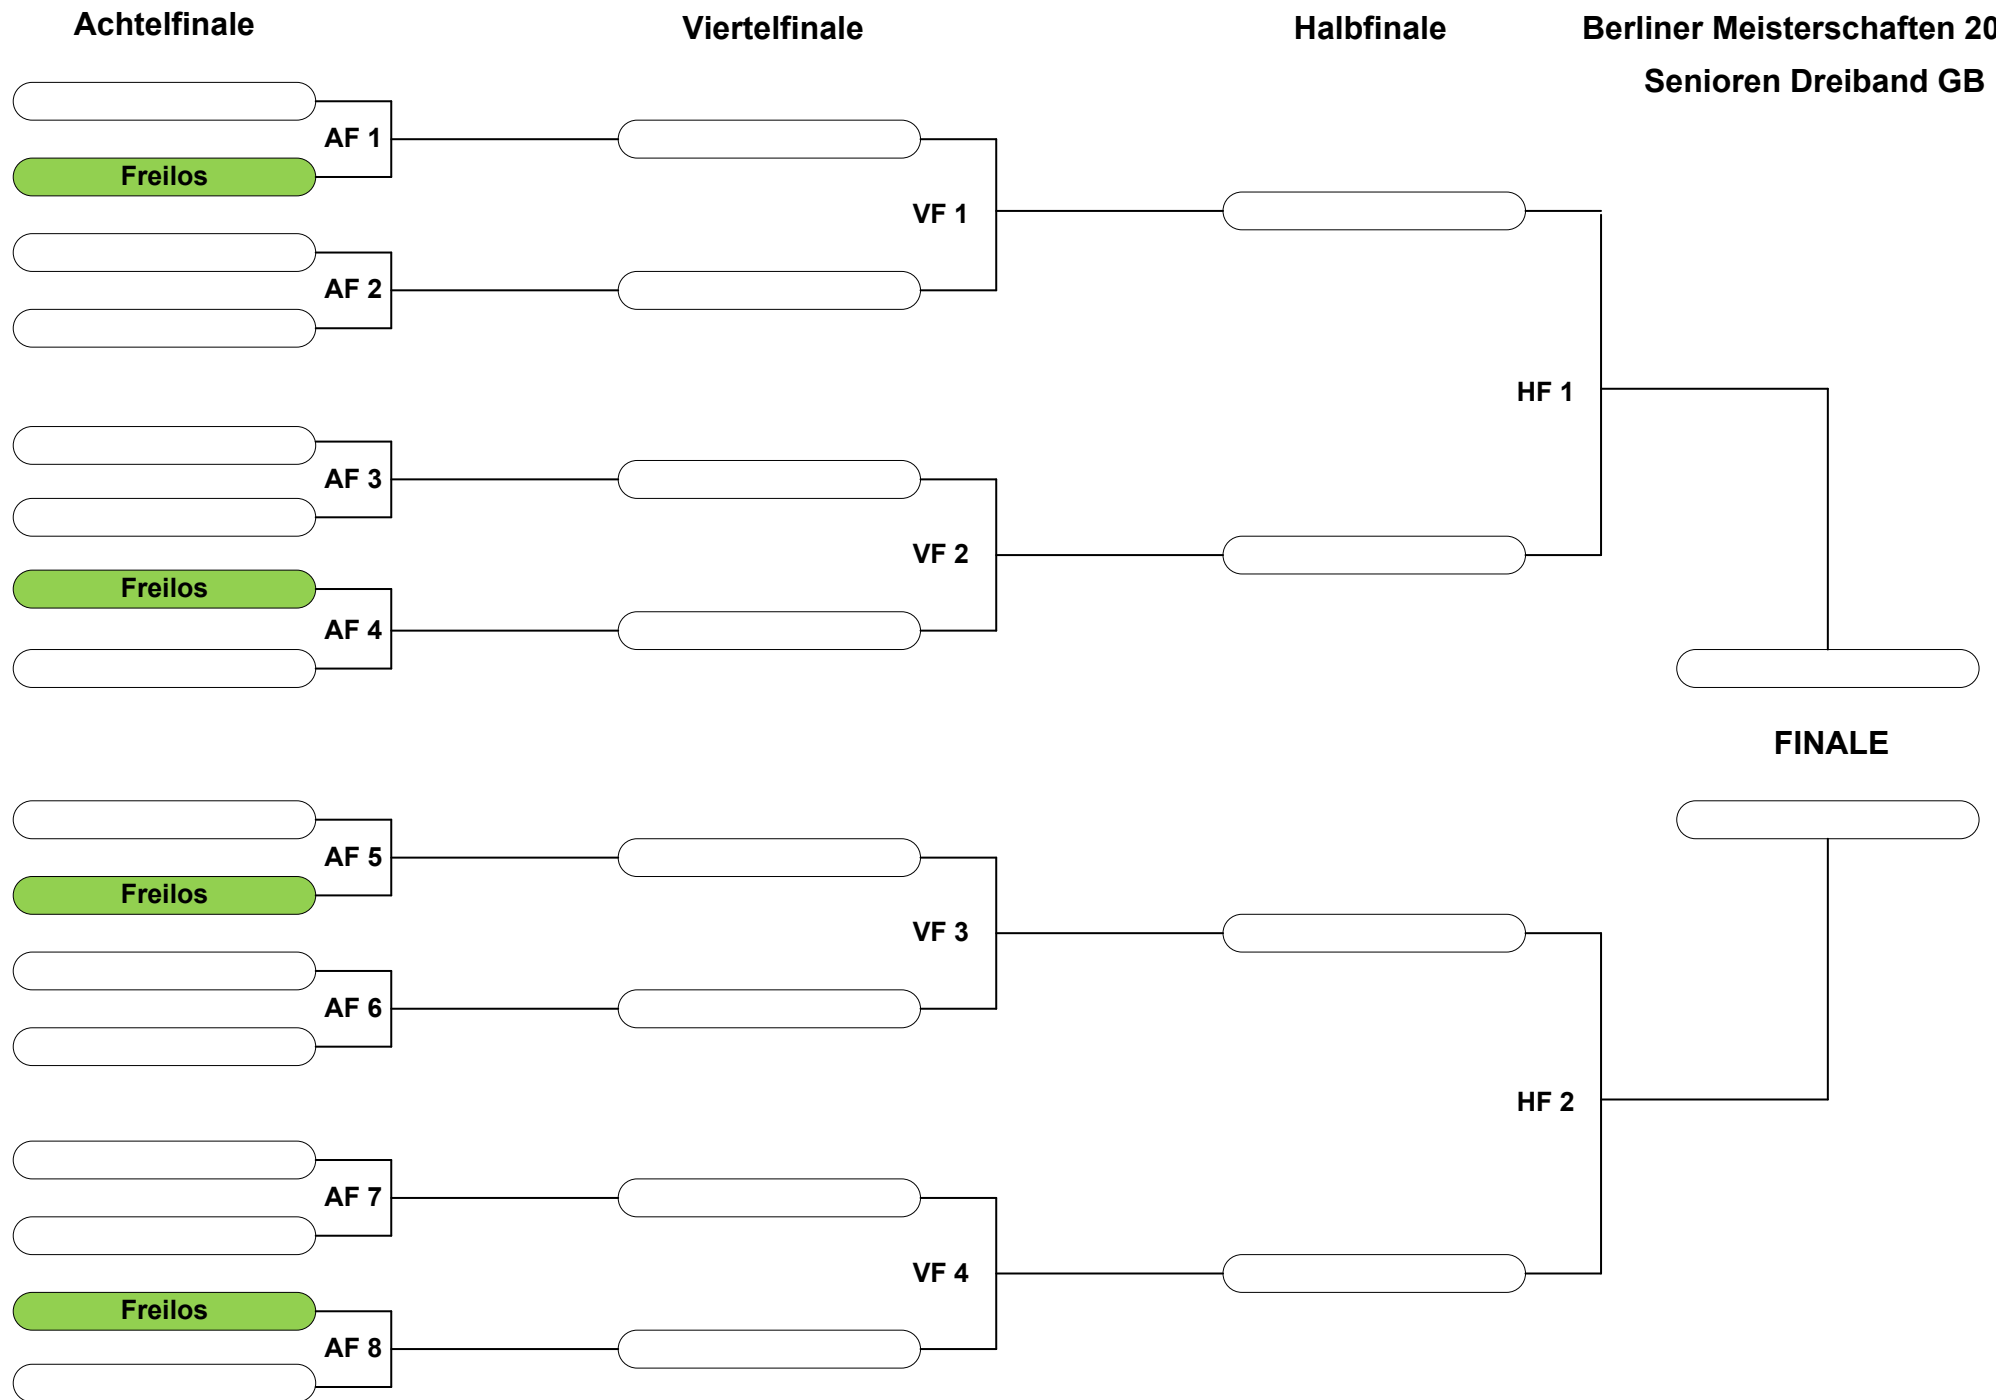 Achtelfinale
Viertelfinale
Halbfinale
Berliner Meisterschaften 20
Senioren Dreiband GB
AF 1
Freilos
VF 1
AF 2
HF 1
AF 3
VF 2
Freilos
AF 4
FINALE
AF 5
Freilos
VF 3
AF 6
HF 2
AF 7
VF 4
Freilos
AF 8